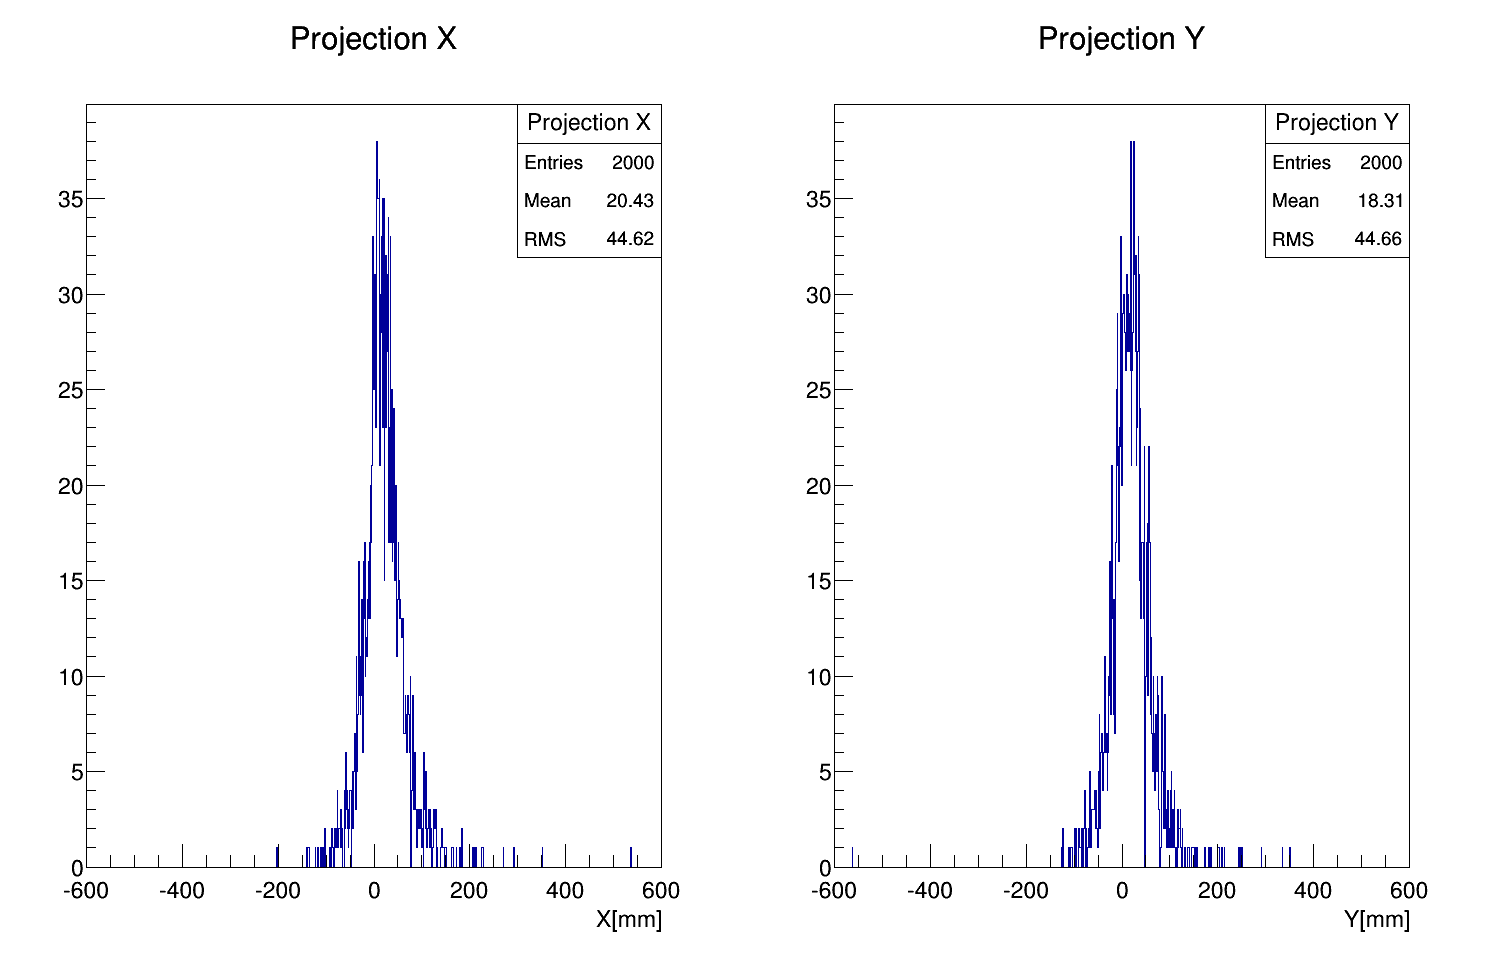 Projection X
Projection X
Entries 2000
Mean 20.43
RMS 44.62
35
30
25
20
15
10
5
0
-600 -400 -200 0 200 400 600
X[mm]
Projection Y
Projection Y
Entries 2000
Mean 18.31
RMS 44.66
35
30
25
20
15
10
5
0
-600 -400 -200 0 200 400 600
Y[mm]